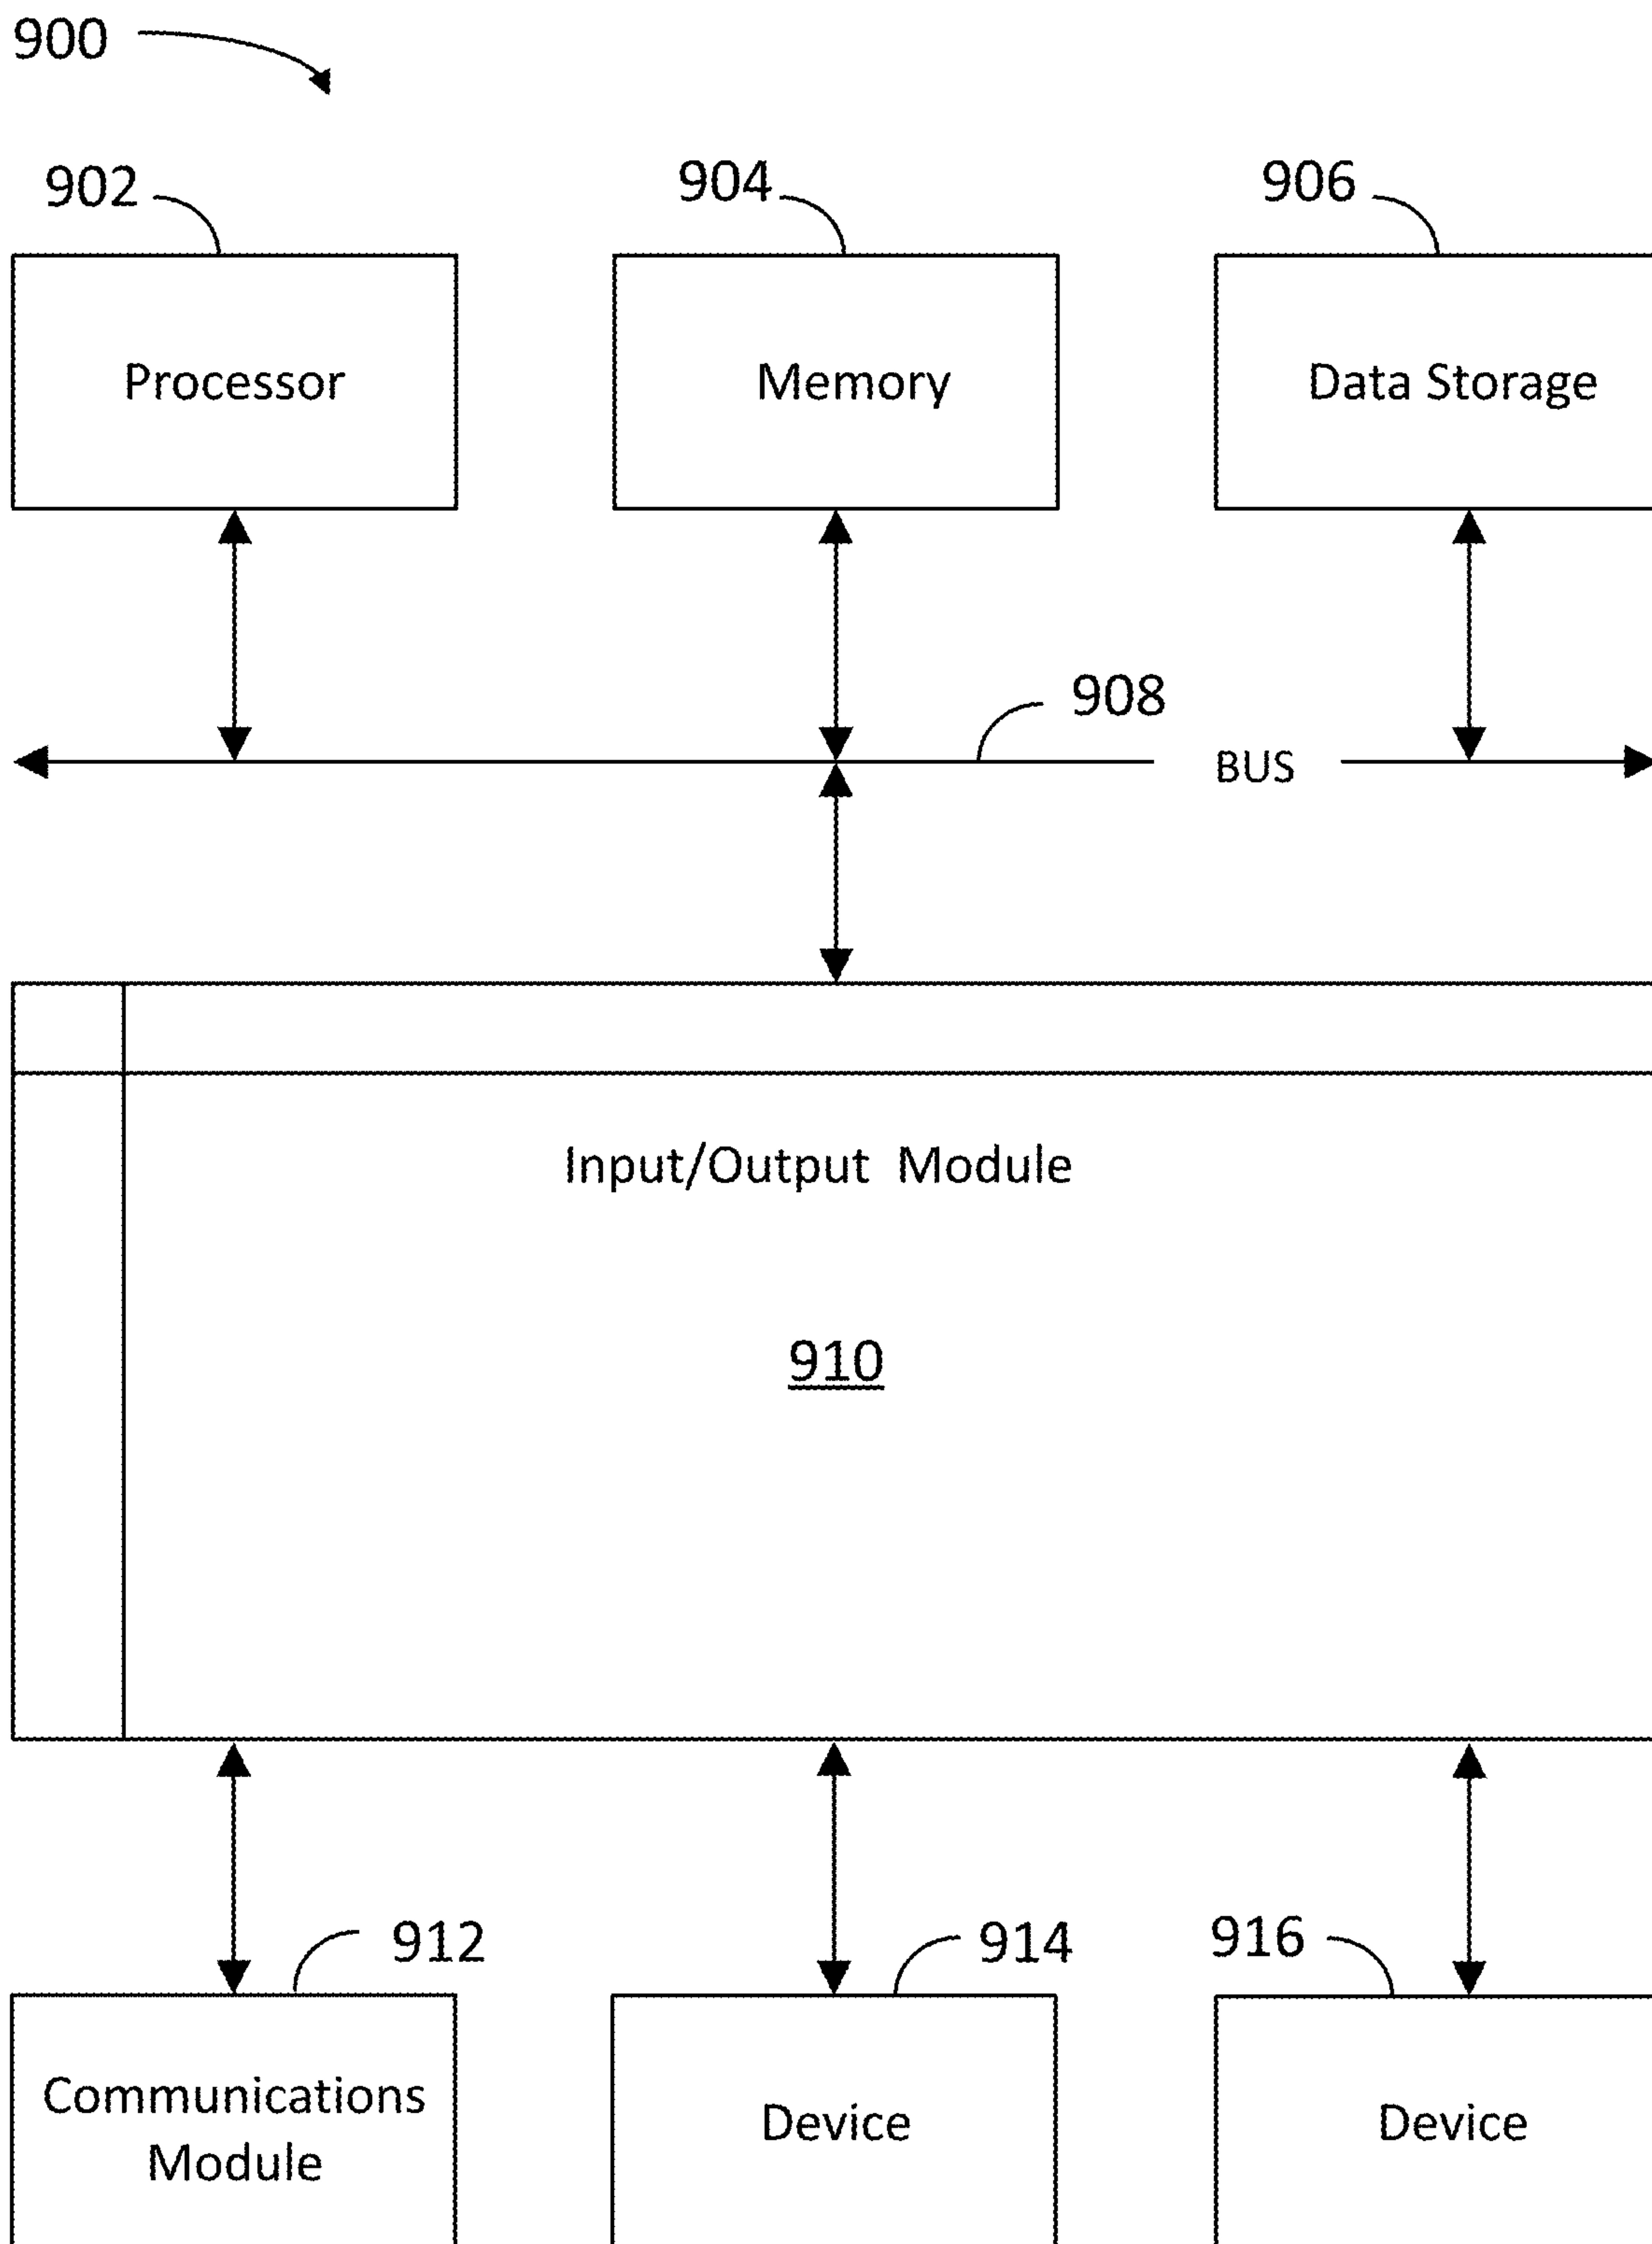 900
902
904
906
Processor
Memory
Data Storage
908
BUS
Input/Output Module
910
912
914
916
Communications
Module
Device
Device